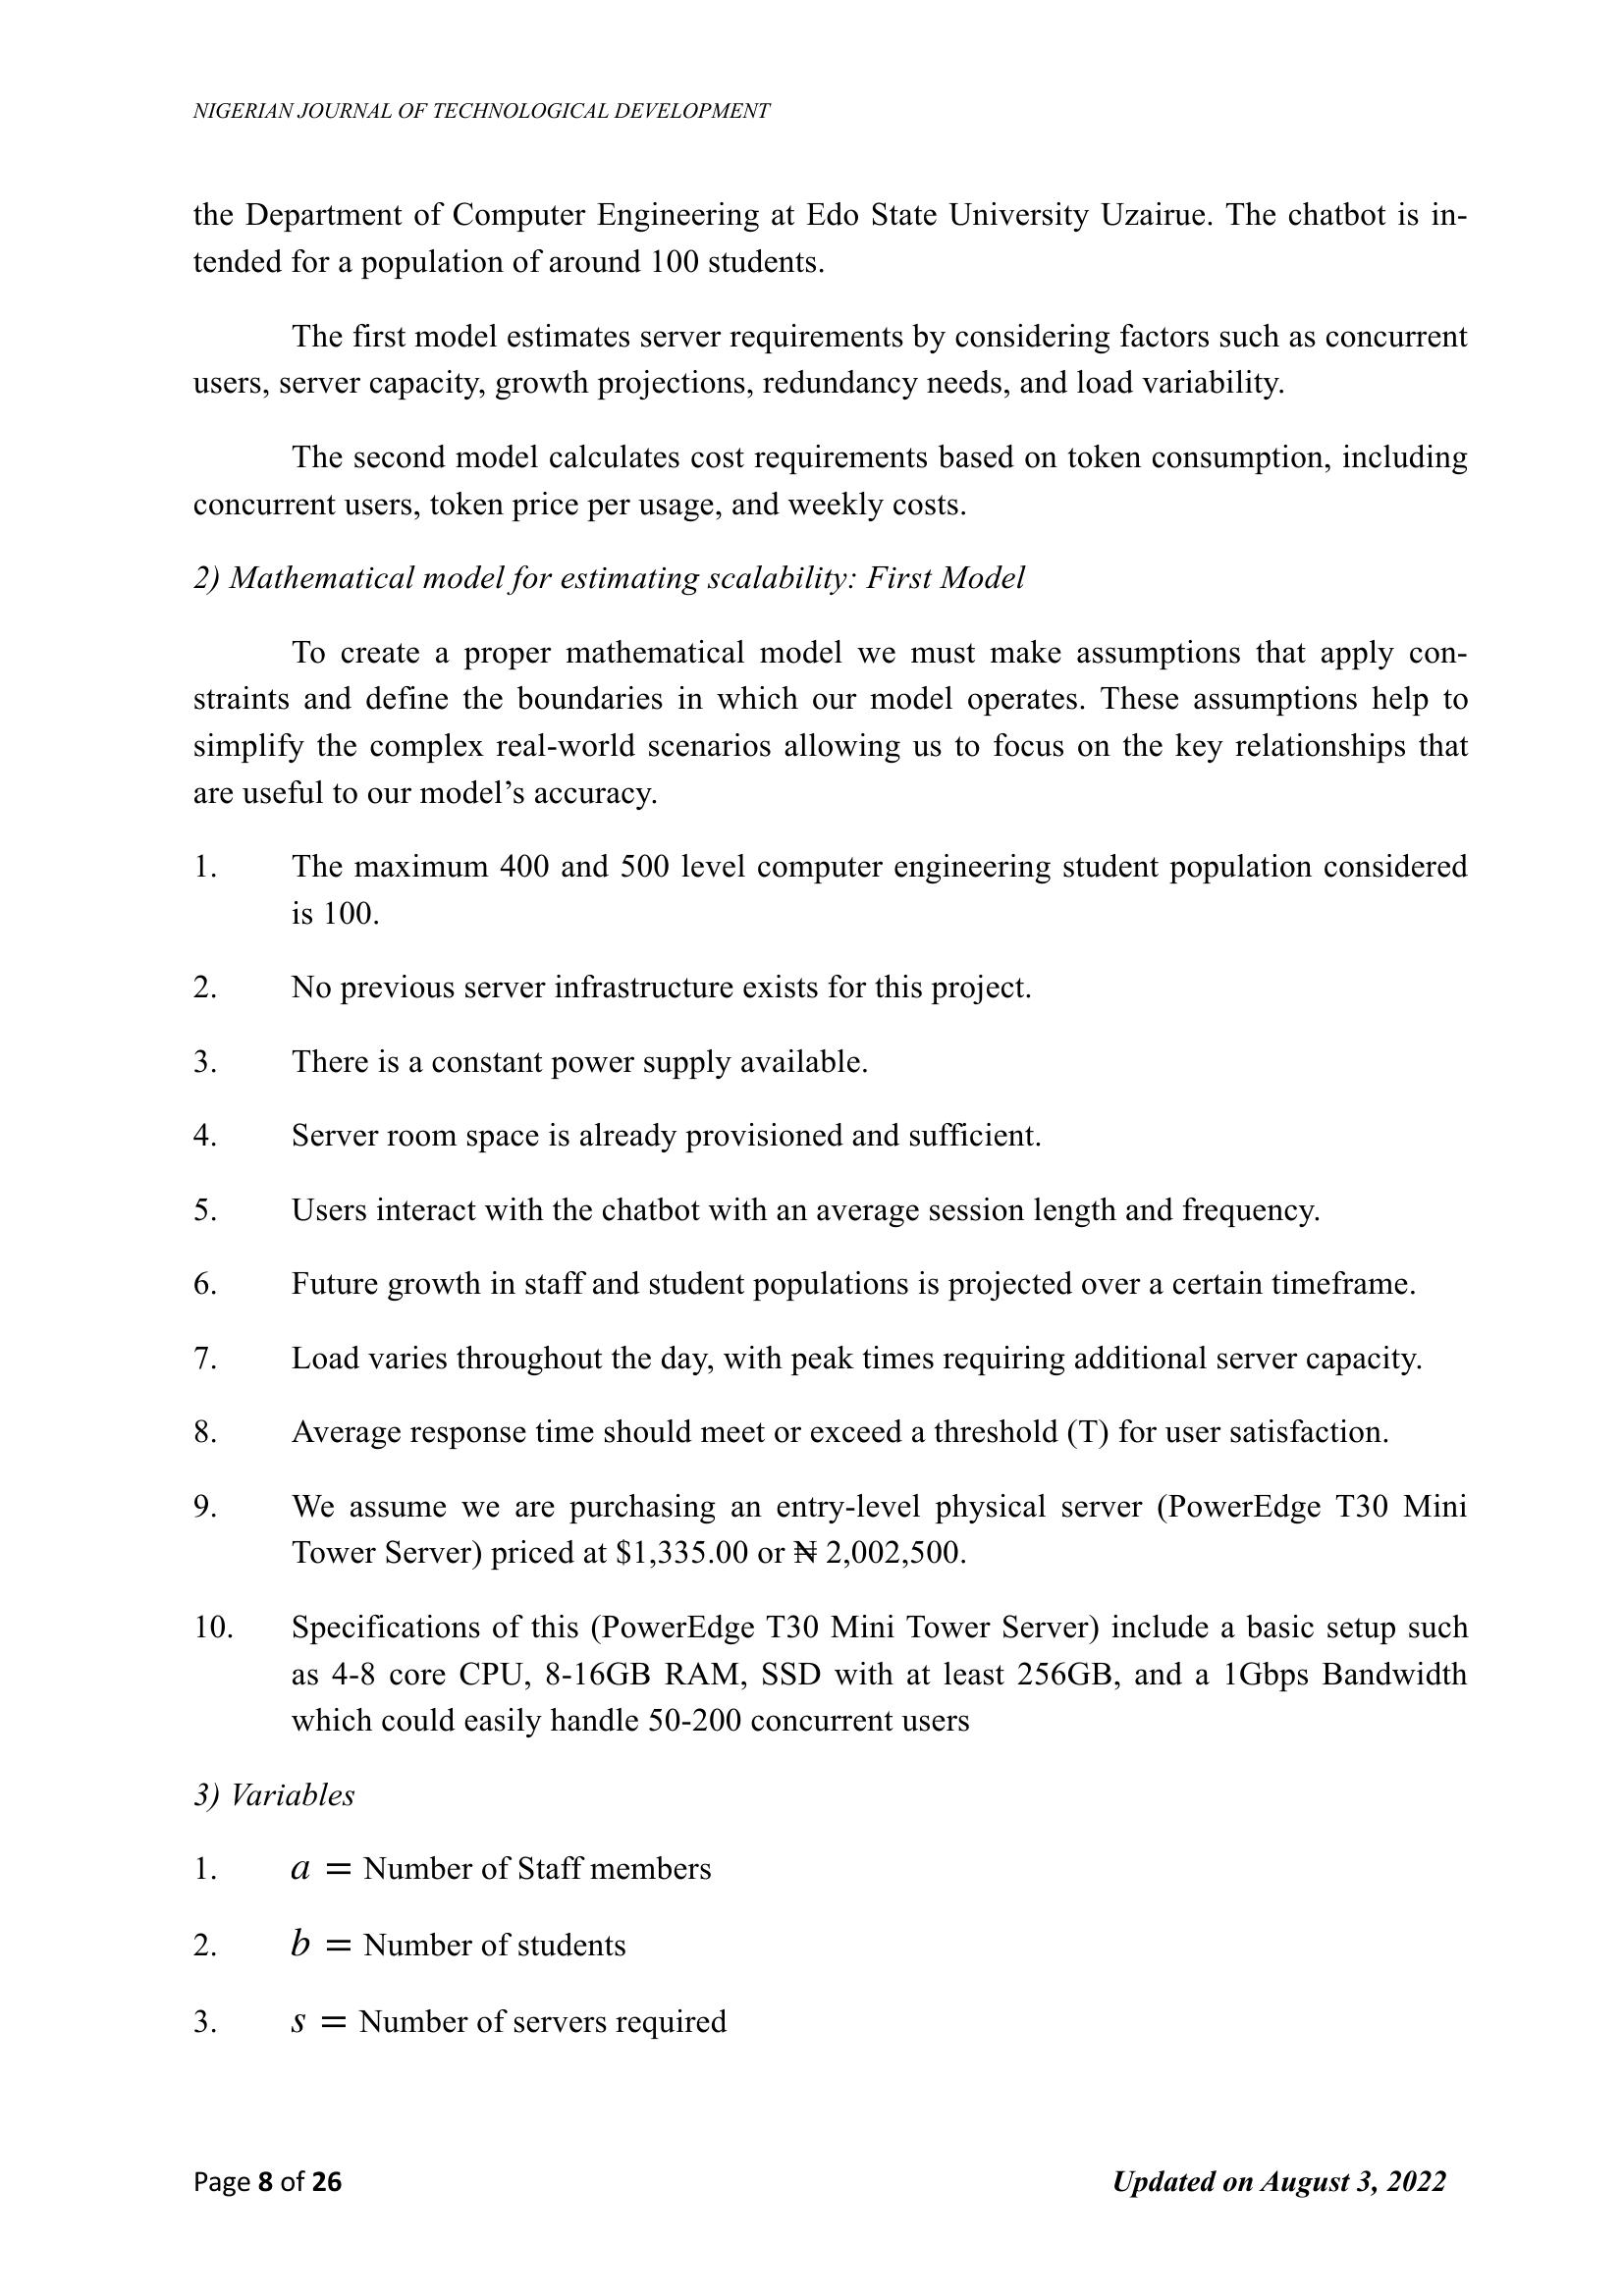 NIGERIAN JOURNAL OF TECHNOLOGICAL DEVELOPMENT
the Department of Computer Engineering at Edo State University Uzairue. The chatbot is in-
tended for a population of around 100 students.
The first model estimates server requirements by considering factors such as concurrent
users, server capacity, growth projections, redundancy needs, and load variability.
The second model calculates cost requirements based on token consumption, including
concurrent users, token price per usage, and weekly costs.
2) Mathematical model for estimating scalability: First Model
To create a proper mathematical model we must make assumptions that apply con-
straints and define the boundaries in which our model operates. These assumptions help to
simplify the complex real-world scenarios allowing us to focus on the key relationships that
are useful to our model’s accuracy.
1. The maximum 400 and 500 level computer engineering student population considered
is 100.
2. No previous server infrastructure exists for this project.
3. There is a constant power supply available.
4. Server room space is already provisioned and sufficient.
5. Users interact with the chatbot with an average session length and frequency.
6. Future growth in staff and student populations is projected over a certain timeframe.
7. Load varies throughout the day, with peak times requiring additional server capacity.
8. Average response time should meet or exceed a threshold (T) for user satisfaction.
9. We assume we are purchasing an entry-level physical server (PowerEdge T30 Mini
Tower Server) priced at $1,335.00 or ₦ 2,002,500.
10. Specifications of this (PowerEdge T30 Mini Tower Server) include a basic setup such
as 4-8 core CPU, 8-16GB RAM, SSD with at least 256GB, and a 1Gbps Bandwidth
which could easily handle 50-200 concurrent users
3) Variables
1. a = Number of Staff members
2. b = Number of students
3. s = Number of servers required
Page 8 of 26
Updated on August 3, 2022